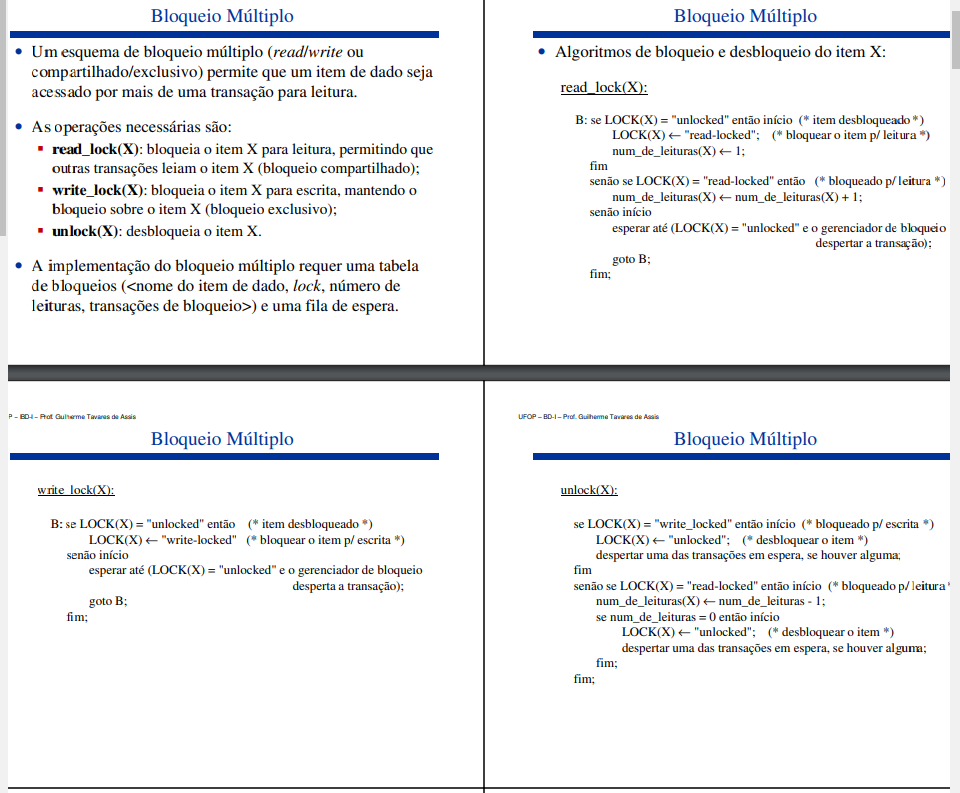 Bloqueio Múltiplo
• Um esquema de bloqueio múltiplo (read/write ou
compartilhado/exclusivo) permite que um item de dado seja
acessado por mais de uma transação para leitura.
• As operações necessárias são:
▪ read_lock(X): bloqueia o item X para leitura, permitindo que
outras transações leiam o item X (bloqueio compartilhado);
▪ write_lock(X): bloqueia o item X para escrita, mantendo o
bloqueio sobre o item X (bloqueio exclusivo);
▪ unlock(X): desbloqueia o item X.
• A implementação do bloqueio múltiplo requer uma tabela
de bloqueios (<nome do item de dado, lock, número de
leituras, transações de bloqueio>) e uma fila de espera.
Bloqueio Múltiplo
• Algoritmos de bloqueio e desbloqueio do item X:
read_lock(X):
B: se LOCK(X) = "unlocked" então início (* item desbloqueado *)
LOCK(X) ← "read-locked"; (* bloquear o item p/ leitura *)
num_de_leituras(X) ← 1;
fim
senão se LOCK(X) = "read-locked" então (* bloqueado p/ leitura *)
num_de_leituras(X) ← num_de_leituras(X) + 1;
senão início
esperar até (LOCK(X) = "unlocked" e o gerenciador de bloqueio
despertar a transação);
goto B;
fim;
P – BD-I – Prof. Guilherme Tavares de Assis
Bloqueio Múltiplo
write_lock(X):
B: se LOCK(X) = "unlocked" então (* item desbloqueado *)
LOCK(X) ← "write-locked" (* bloquear o item p/ escrita *)
senão início
esperar até (LOCK(X) = "unlocked" e o gerenciador de bloqueio
desperta a transação);
goto B;
fim;
UFOP – BD-I – Prof. Guilherme Tavares de Assis
Bloqueio Múltiplo
unlock(X):
se LOCK(X) = "write_locked" então início (* bloqueado p/ escrita *)
LOCK(X) ← "unlocked"; (* desbloquear o item *)
despertar uma das transações em espera, se houver alguma;
fim
senão se LOCK(X) = "read-locked" então início (* bloqueado p/ leitura *
num_de_leituras(X) ← num_de_leituras - 1;
se num_de_leituras = 0 então início
LOCK(X) ← "unlocked"; (* desbloquear o item *)
despertar uma das transações em espera, se houver alguma;
fim;
fim;